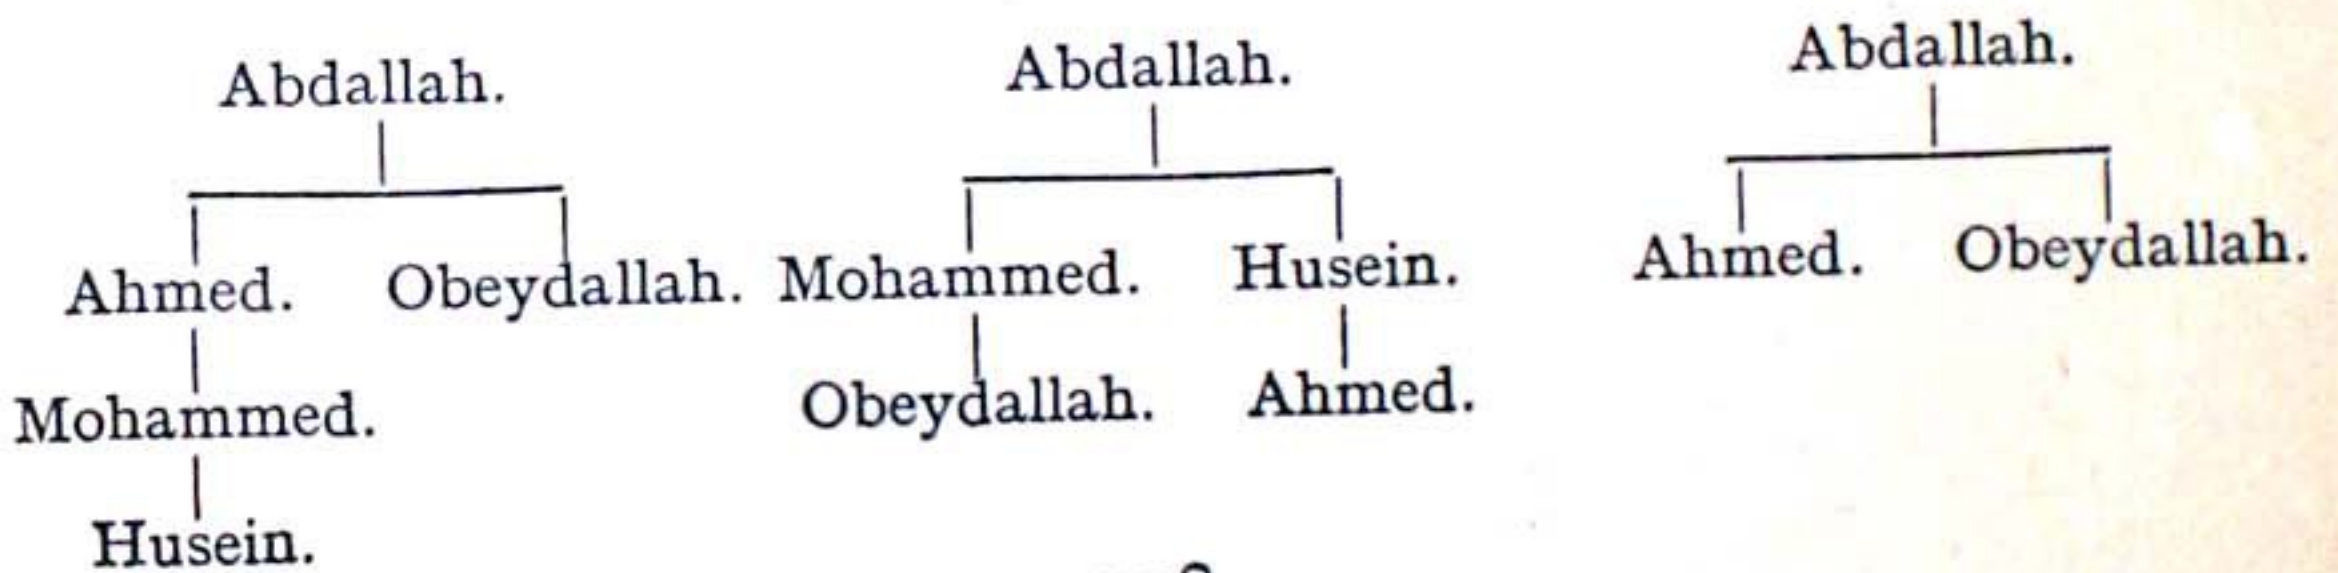 Abdallah. Abdallah. Abdallah.
Ahmed. Obeydallah. Mohammed. Husein. Ahmed. Obeydallah.
Mohammed. Obeydallah. Ahmed.
Husein.